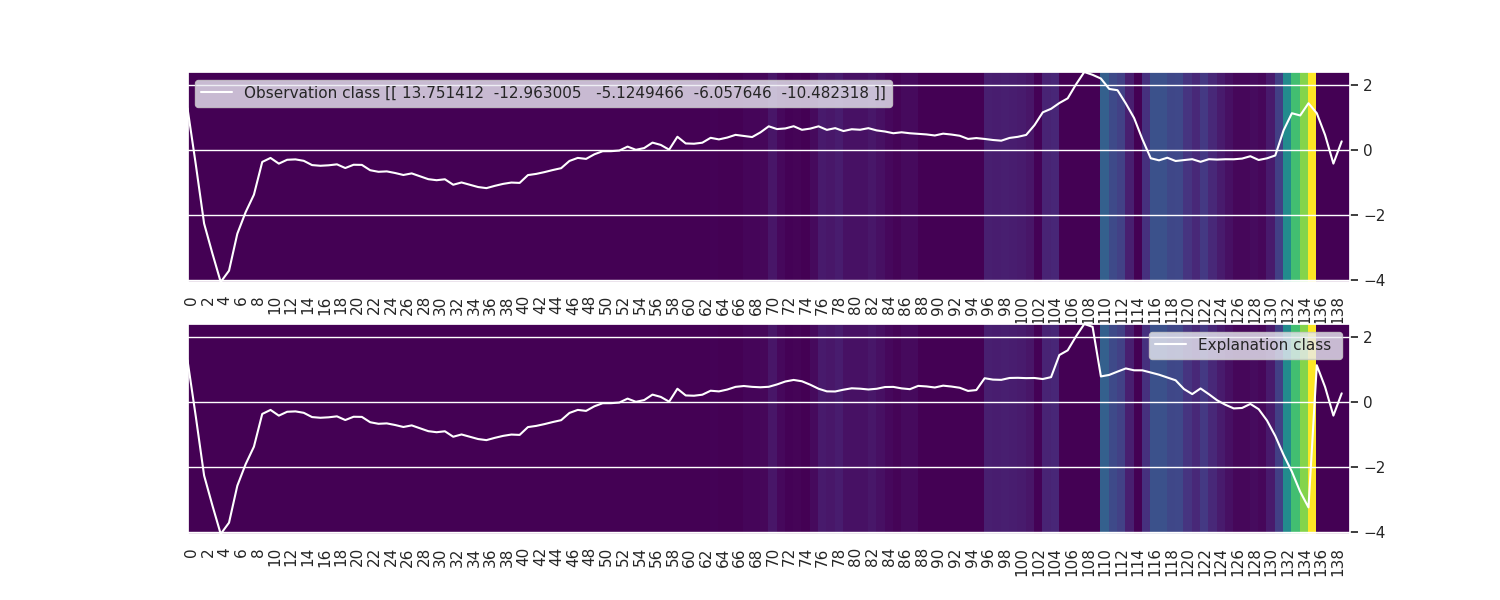 Observation class [[ 13.751412 -12.963005 -5.1249466 -6.057646 -10.482318 ]]
2
0
−2
−4
0 2 4 6 8 10 12 14 16 18 20 22 24 26 28 30 32 34 36 38 40 42 44 46 48 50 52 54 56 58 60 62 64 66 68 70 72 74 76 78 80 82 84 86 88 90 92 94 96 98 100 102 104 106 108 110 112 114 116 118 120 122 124 126 128 130 132 134 136 138
Explanation class
2
0
−2
−4
0 2 4 6 8 10 12 14 16 18 20 22 24 26 28 30 32 34 36 38 40 42 44 46 48 50 52 54 56 58 60 62 64 66 68 70 72 74 76 78 80 82 84 86 88 90 92 94 96 98 100 102 104 106 108 110 112 114 116 118 120 122 124 126 128 130 132 134 136 138